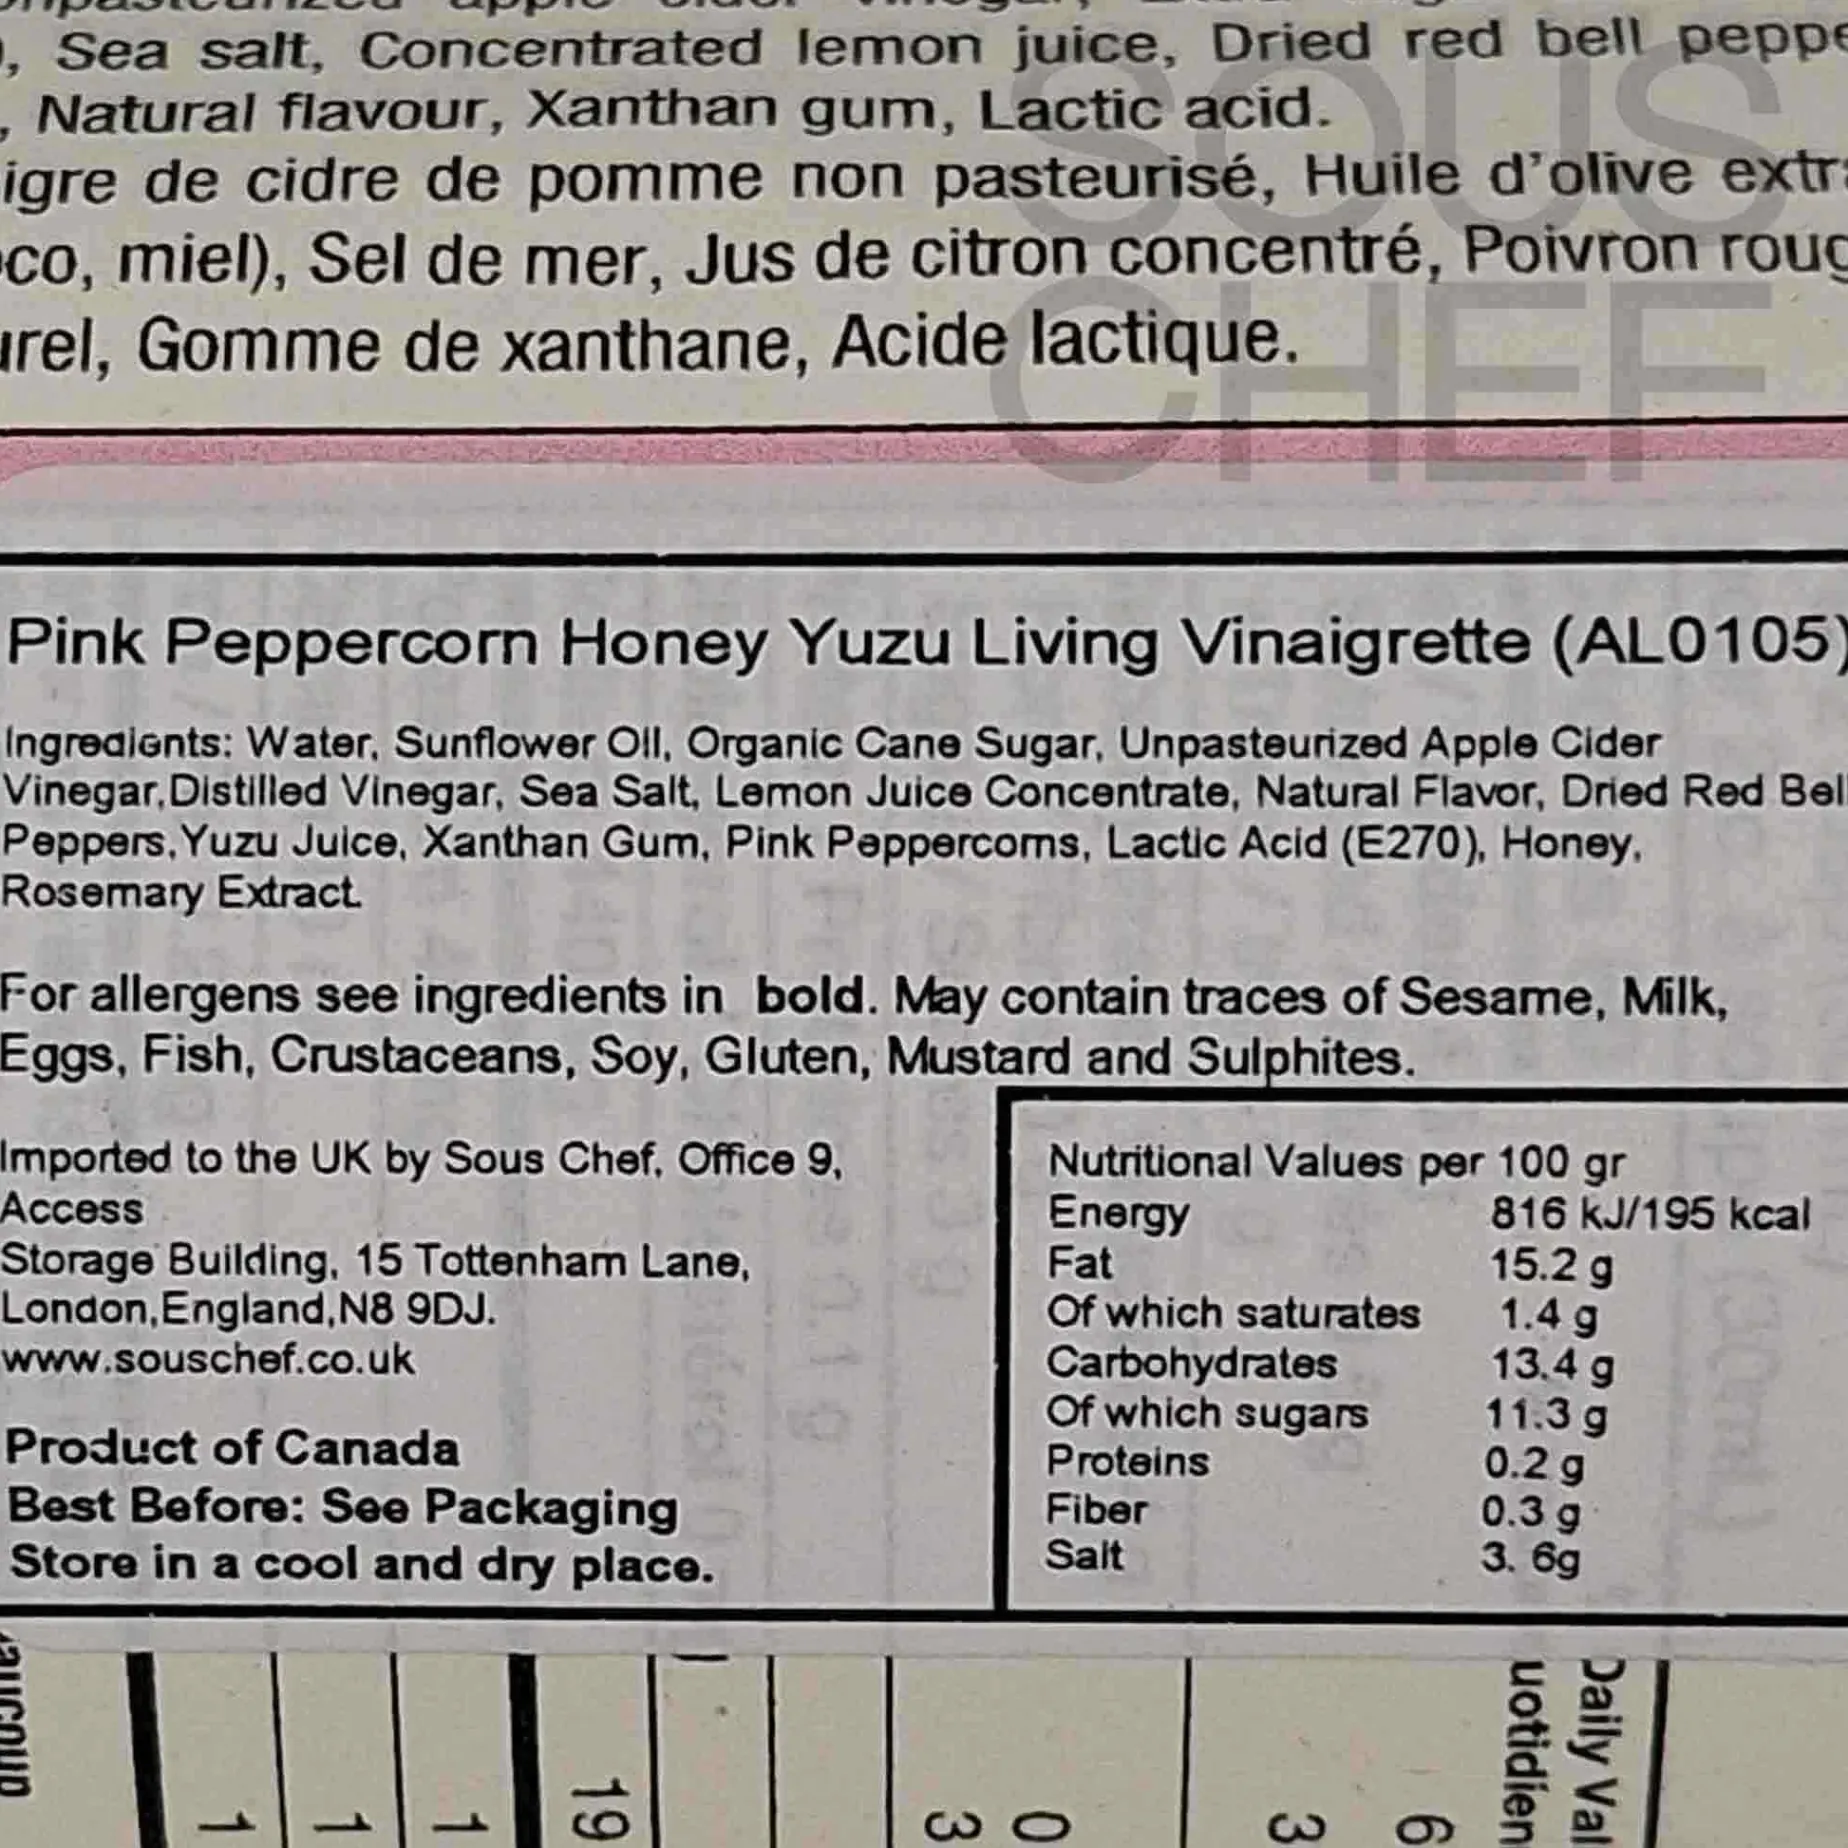 , Sea salt, Concentrated lemon juice, Dried red bell
, Natural flavour, Xanthan gum, Lactic acid.
de cidre de pomme non pasteurisé, Huile d'olive
miel), Sel de mer, Jus de citron concentré, Poivron
Gomme de xanthane, Acide lactique.
SOUS
CHEF
Pink Peppercorn Honey Yuzu Living Vinaigrette (AL0105)
Ingredients: Water, Sunflower Oil, Organic Cane Sugar, Unpasteurized Apple Cider
Vinegar,Distilled Vinegar, Sea Salt, Lemon Juice Concentrate, Natural Flavor, Dried Red Bell
Peppers,Yuzu Juice, Xanthan Gum, Pink Peppercorns, Lactic Acid (E270), Honey,
Rosemary Extract.
For allergens see ingredients in bold. May contain traces of Sesame, Milk,
Eggs, Fish, Crustaceans, Soy, Gluten, Mustard and Sulphites.
Imported to the UK by Sous Chef, Office 9,
Access
Storage Building, 15 Tottenham Lane,
London,England,N8 9DJ.
www.souschef.co.uk
Product of Canada
Best Before: See Packaging
Store in a cool and dry place.
Nutritional Values per 100 gr
Energy 816 kJ/195 kcal
Fat 15.2 g
Of which saturates 1.4 g
Carbohydrates 13.4 g
Of which sugars 11.3 g
Proteins 0.2 g
Fiber 0.3 g
Salt 3. 6g
Daily
6
3
0
3
19
1
1
1